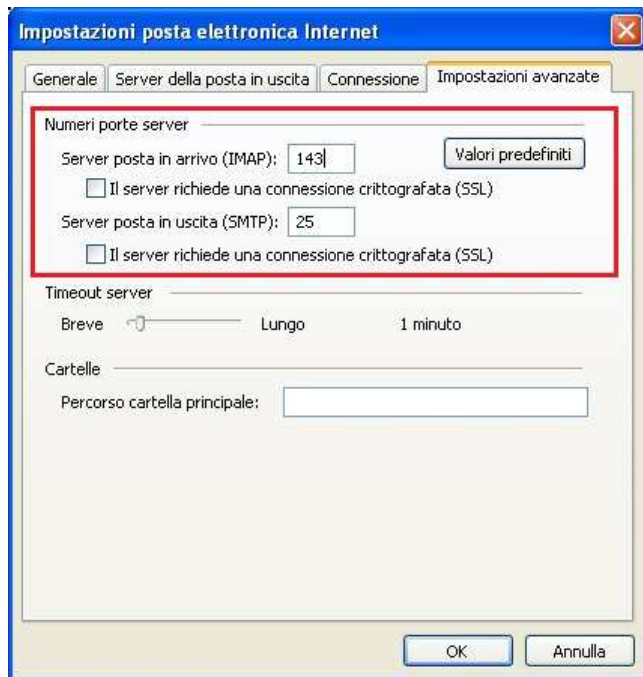 Impostazioni posta elettronica Internet
Generale Server della posta in uscita Connessione Impostazioni avanzate
Numeri porte server
Server posta in arrivo (IMAP): 143 Valori predefiniti
Il server richiede una connessione crittografata (SSL)
Server posta in uscita (SMTP): 25
Il server richiede una connessione crittografata (SSL)
Timeout server
Breve Lungo 1 minuto
Cartelle
Percorso cartella principale:
OK Annulla